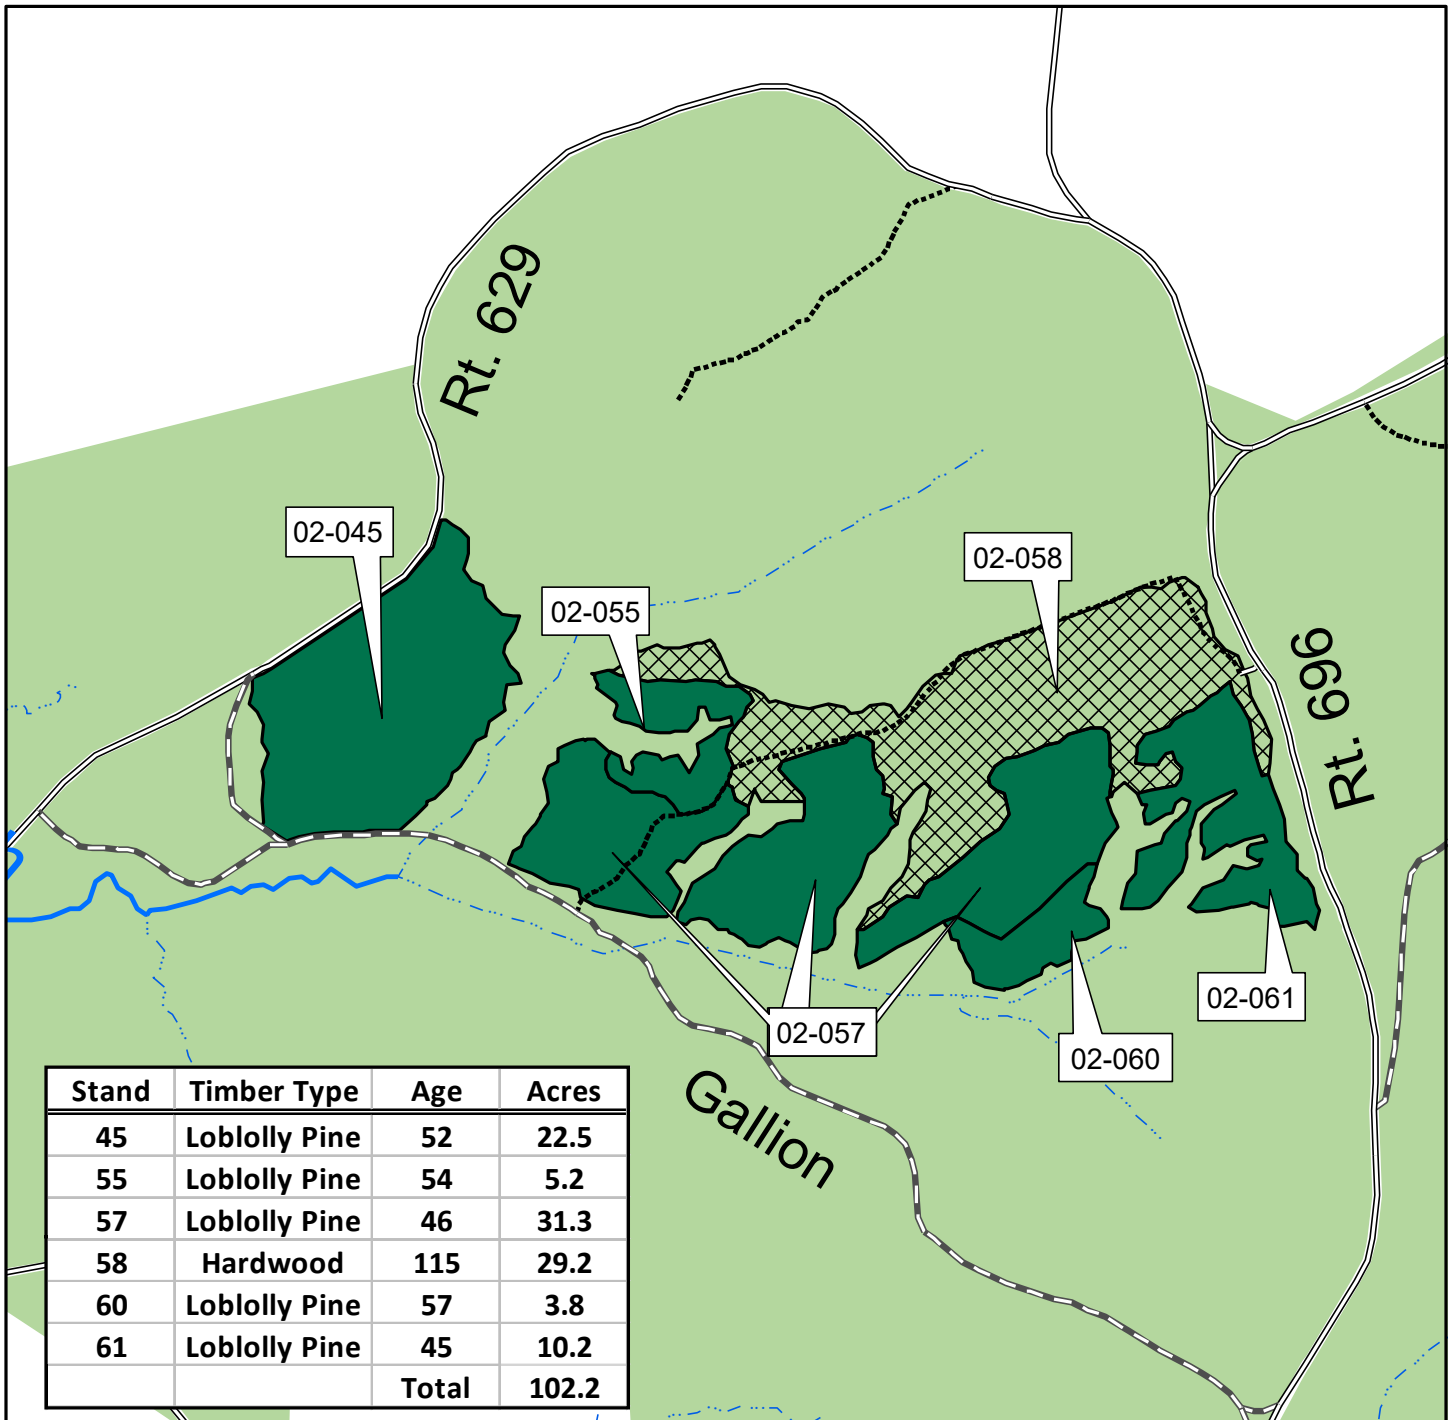 Rt. 629
02-045
02-058
02-055
Rt. 696
02-061
02-057
02-060
Gallion
Stand Timber Type Age Acres
45 Loblolly Pine 52 22.5
55 Loblolly Pine 54 5.2
57 Loblolly Pine 46 31.3
58 Hardwood 115 29.2
60 Loblolly Pine 57 3.8
61 Loblolly Pine 45 10.2
Total 102.2